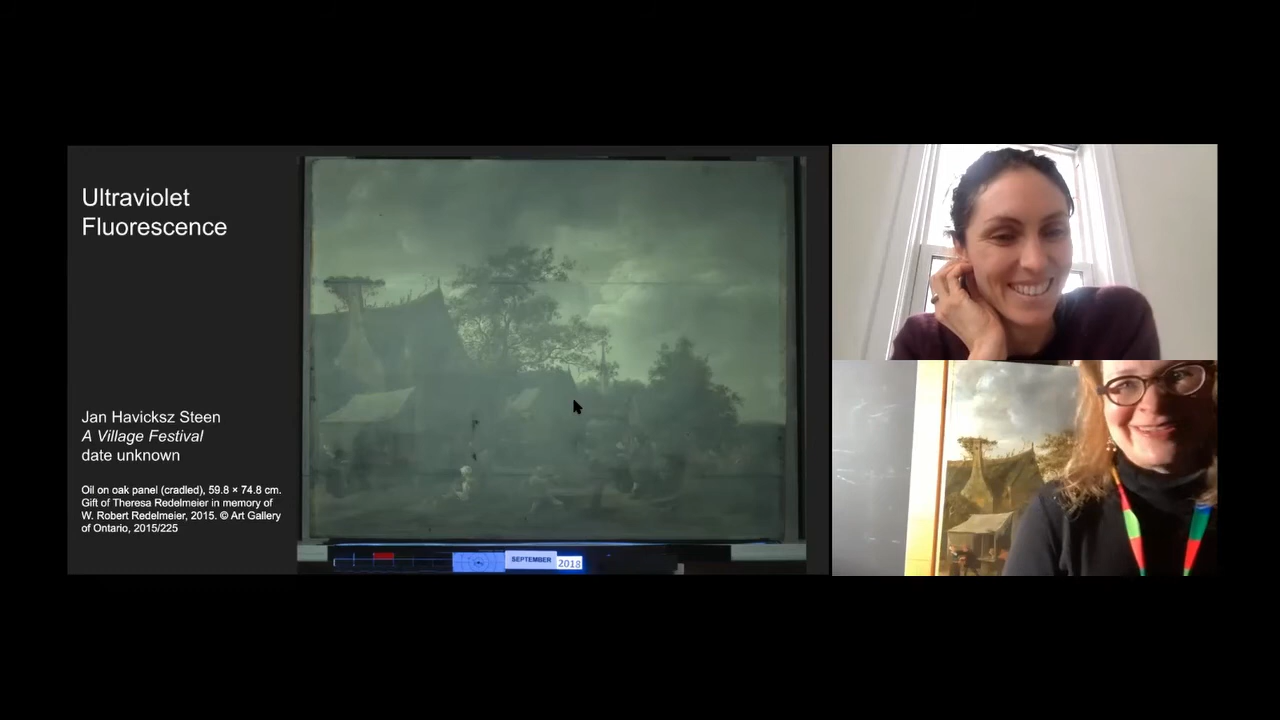 Ultraviolet
Fluorescence
Jan Havicksz Steen
A Village Festival
date unknown
Oil on oak panel (cradled), 59.8 × 74.8 cm.
Gift of Theresa Redelmeier in memory of
W. Robert Redelmeier, 2015. © Art Gallery
of Ontario, 2015/225
SEPTEMBER 2018